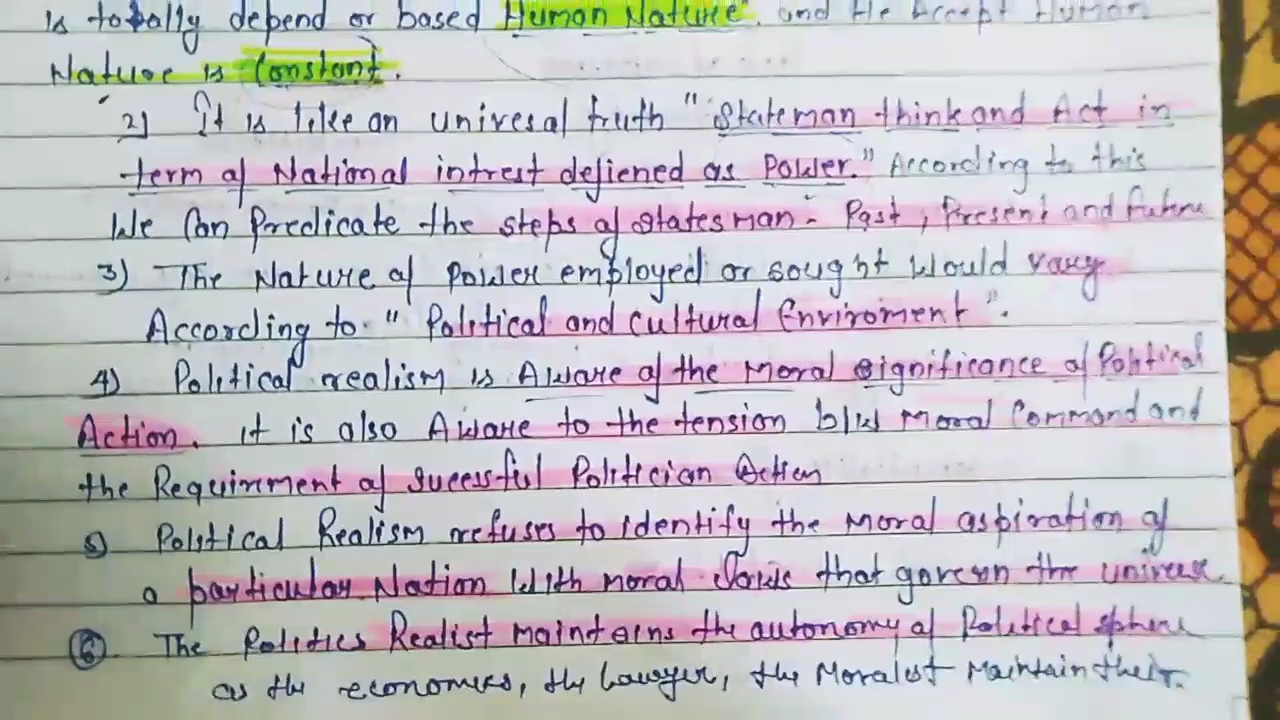 is totally depend or based Human Nature. and He Accept Human
Nature is Constant.
2) It is like an univesal truth "Stateman think and Act in
term of National intrest defiened as Power." According to this
We Can Predicate the steps of statesman - Past, Present and Future
3) The Nature of Power employed or sought Would vary
According to "Political and cultural Enviroment".
4) Political realism is Aware of the Moral significance of Political
Action. it is also Aware to the tension b/w Moral Command and
the Requirment of sucessful Politician Action
5) Political Realism refuses to identify the Moral aspiration of
a particular Nation With moral that govern the universe
6. The Politics Realist maintains the autonomy of Political sphere
as the economics, the Lawyer, the Moralist Maintain their.